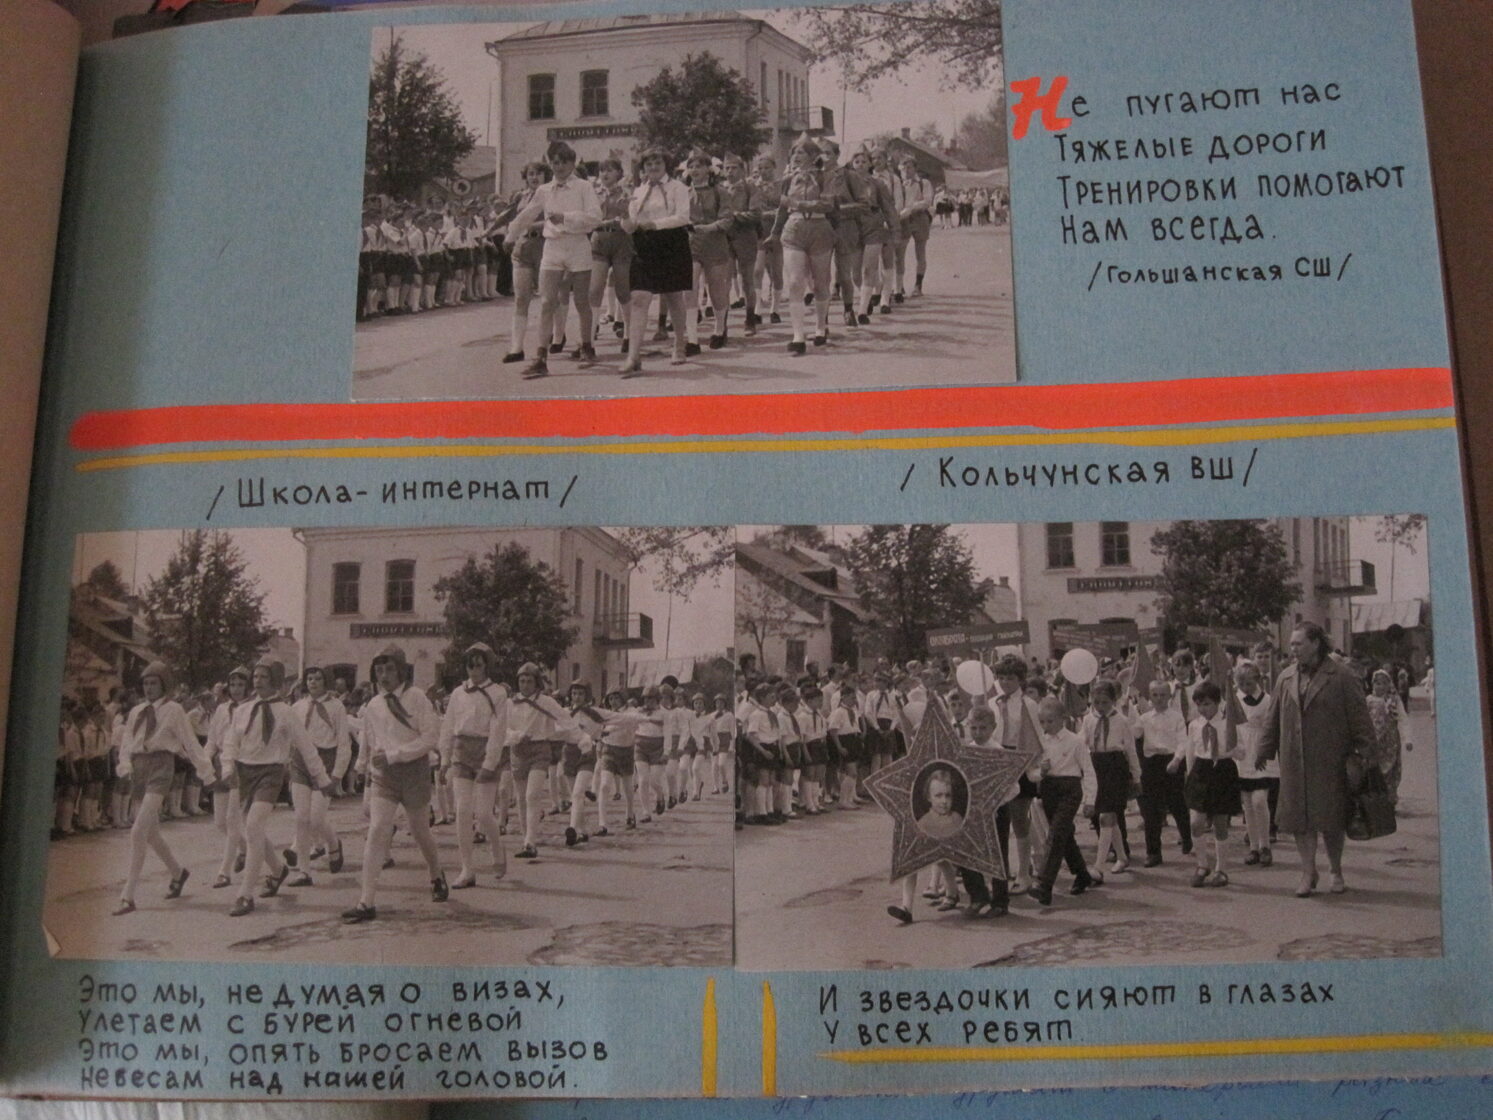 Не пугают нас
Тяжелые дороги
Тренировки помогают
Нам всегда.
/Гольшанская СШ/
/Школа-интернат/
/Кольчунская ВШ/
ОКТЯБРЯТА -
Это мы, не думая о визах,
Улетаем с бурей огневой
Это мы, опять бросаем вызов
Небесам над нашей головой.
И звездочки сияют в глазах
У всех ребят